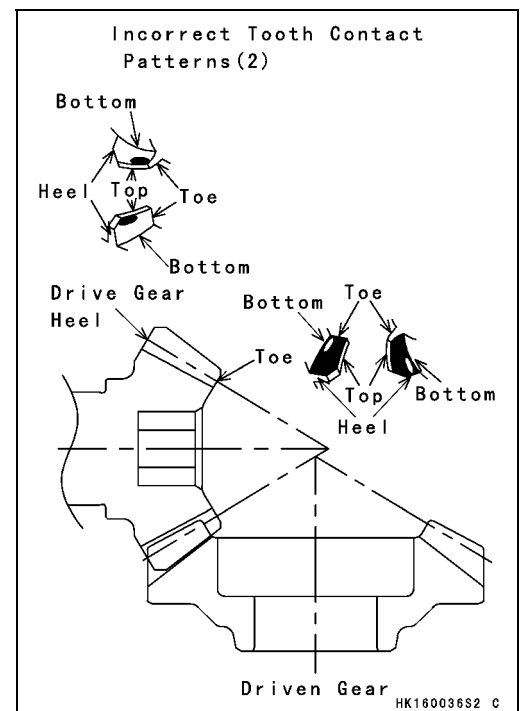 Incorrect Tooth Contact
Patterns(2)
Bottom
Heel
Top
Toe
Bottom
Drive Gear
Heel
Toe
Bottom
Toe
Top
Bottom
Heel
Driven Gear
HK160036S2 C